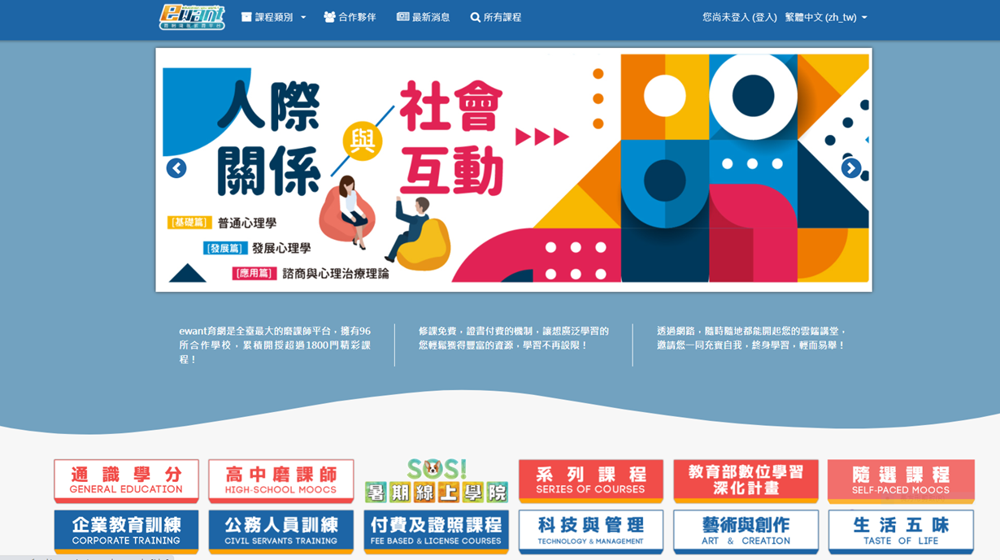 ewant
課程類別
合作夥伴
最新消息
所有課程
您尚未登入 (登入)
繁體中文 (zh_tw)
人際
關係
與
社會
互動
[基礎篇] 普通心理學
[發展篇] 發展心理學
[應用篇] 諮商與心理治療理論
ewant育網是全臺最大的磨課師平台，擁有96
所合作學校，累積開授超過1800門精彩課
程！
修課免費，證書付費的機制，讓想廣泛學習的
您輕鬆獲得豐富的資源，學習不再設限！
透過網路，隨時隨地都能開起您的雲端講堂，
邀請您一同充實自我，終身學習，輕而易舉！
通識學分
GENERAL EDUCATION
高中磨課師
HIGH-SCHOOL MOOCS
SOS!
暑期線上學院
系列課程
SERIES OF COURSES
教育部數位學習
深化計畫
隨選課程
SELF-PACED MOOCS
企業教育訓練
CORPORATE TRAINING
公務人員訓練
CIVIL SERVANTS TRAINING
付費及證照課程
FEE BASED & LICENSE COURSES
科技與管理
TECHNOLOGY & MANAGEMENT
藝術與創作
ART & CREATION
生活五味
TASTE OF LIFE